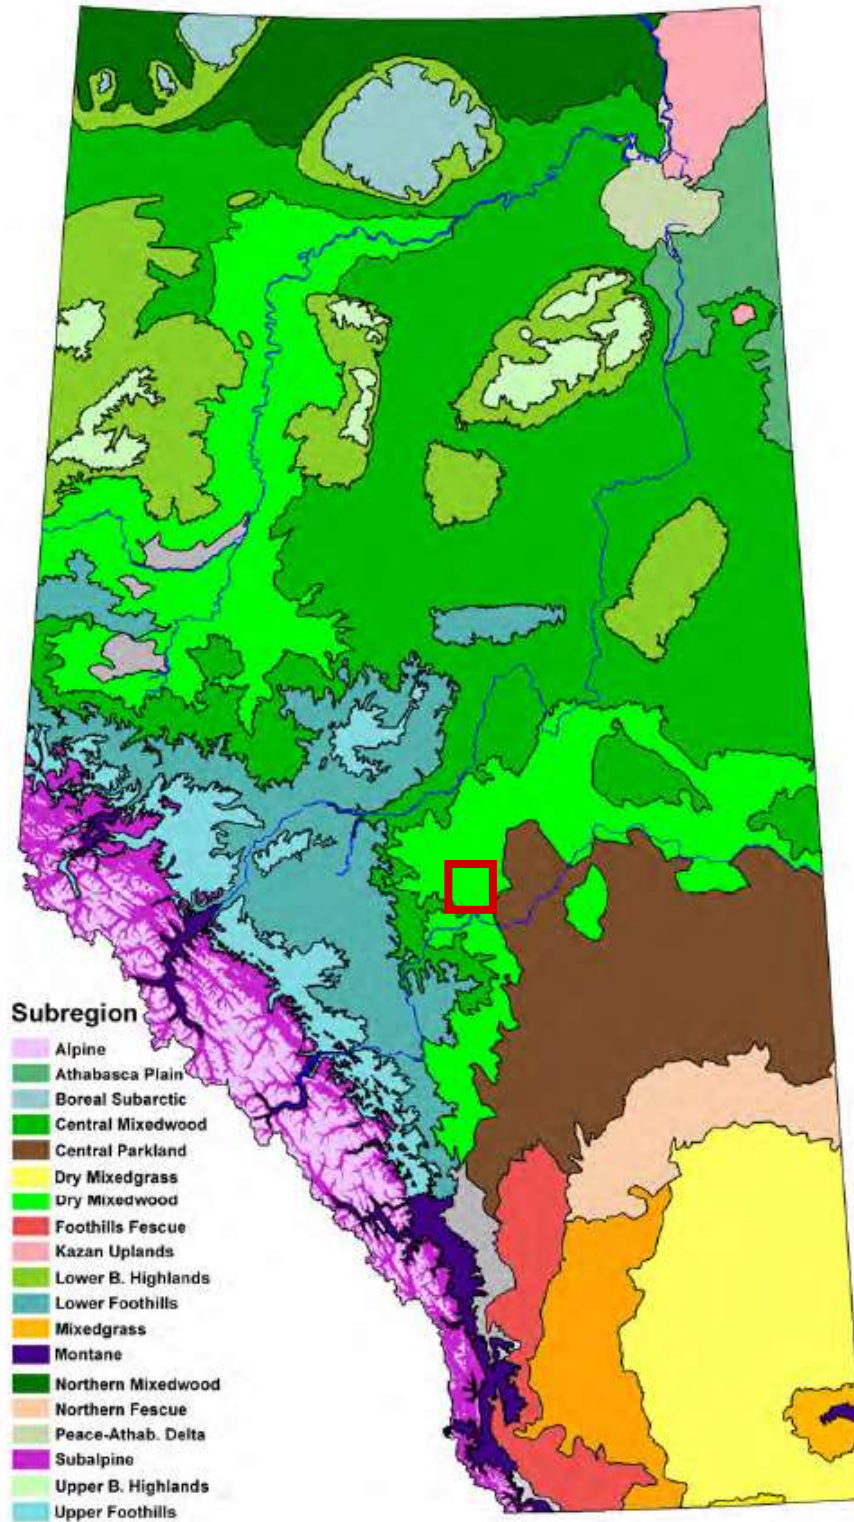 Subregion
Alpine
Athabasca Plain
Boreal Subarctic
Central Mixedwood
Central Parkland
Dry Mixedgrass
Dry Mixedwood
Foothills Fescue
Kazan Uplands
Lower B. Highlands
Lower Foothills
Mixedgrass
Montane
Northern Mixedwood
Northern Fescue
Peace-Athab. Delta
Subalpine
Upper B. Highlands
Upper Foothills